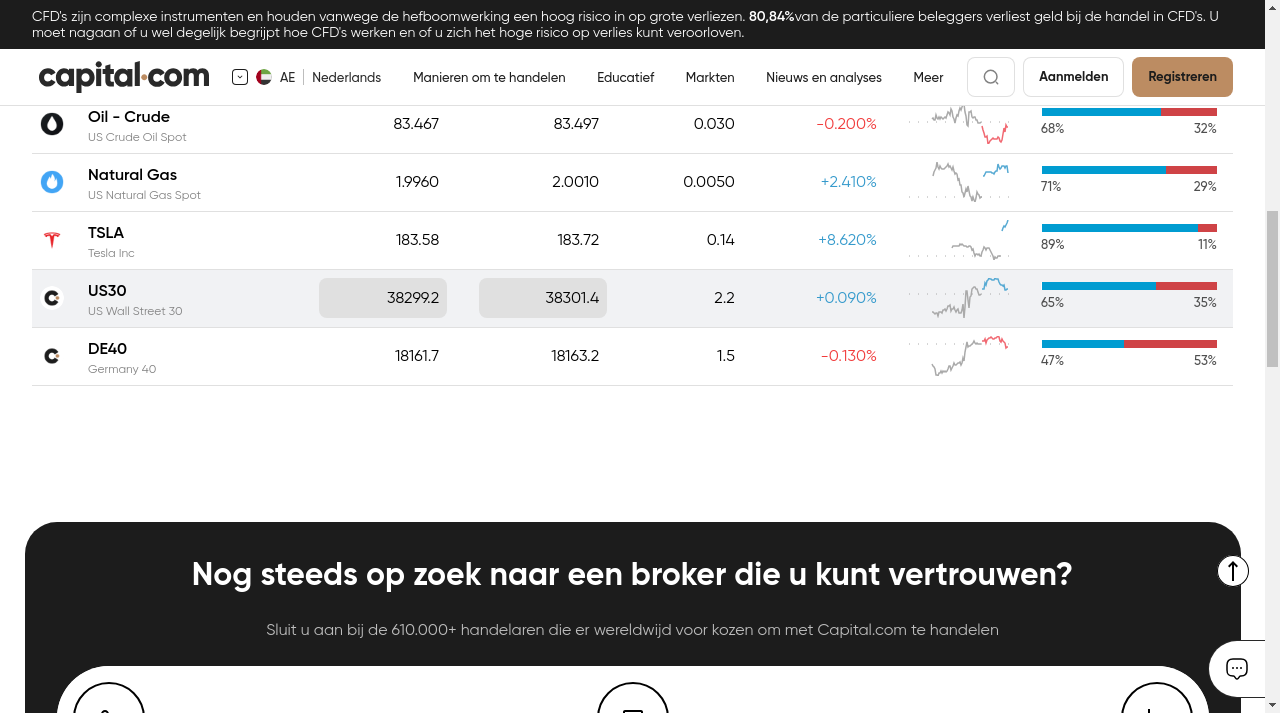 CFD's zijn complexe instrumenten en houden vanwege de hefboomwerking een hoog risico in op grote verliezen. 80,84%van de particuliere beleggers verliest geld bij de handel in CFD's. U
moet nagaan of u wel degelijk begrijpt hoe CFD's werken en of u zich het hoge risico op verlies kunt veroorloven.
capital.com AE Nederlands Manieren om te handelen Educatief Markten Nieuws en analyses Meer Aanmelden Registreren
Oil - Crude 83.467 83.497 0.030 -0.200%
US Crude Oil Spot 68% 32%
Natural Gas 1.9960 2.0010 0.0050 +2.410%
US Natural Gas Spot 71% 29%
TSLA 183.58 183.72 0.14 +8.620%
Tesla Inc 89% 11%
US30 38299.2 38301.4 2.2 +0.090%
US Wall Street 30 65% 35%
DE40 18161.7 18163.2 1.5 -0.130%
Germany 40 47% 53%
Nog steeds op zoek naar een broker die u kunt vertrouwen?
Sluit u aan bij de 610.000+ handelaren die er wereldwijd voor kozen om met Capital.com te handelen